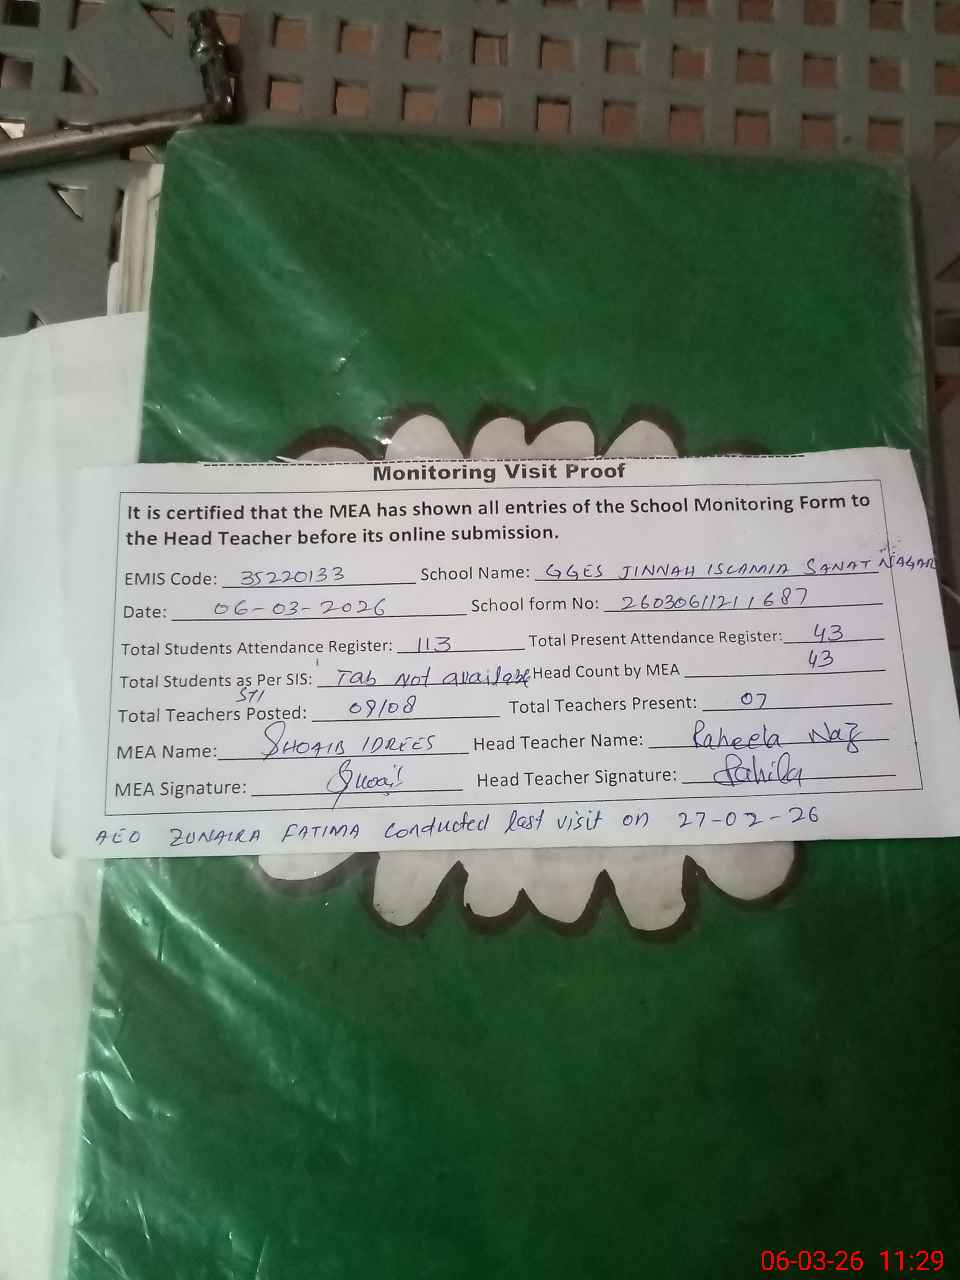 Monitoring Visit Proof
It is certified that the MEA has shown all entries of the School Monitoring Form to
the Head Teacher before its online submission.
EMIS Code: 35220133 School Name: GGES JINNAH ISLAMIA SANAT NAGAR
Date: 06-03-2026 School form No: 26030611211687
Total Students Attendance Register: 113 Total Present Attendance Register: 43
Total Students as Per SIS: Tab Not available Head Count by MEA 43
STI
Total Teachers Posted: 09/08 Total Teachers Present: 07
MEA Name: SHOAIB IDREES Head Teacher Name: Raheela Naz
MEA Signature: Shoaib Head Teacher Signature: Rahila
AEO ZUNAIRA FATIMA conducted last visit on 27-02-26
06-03-26 11:29